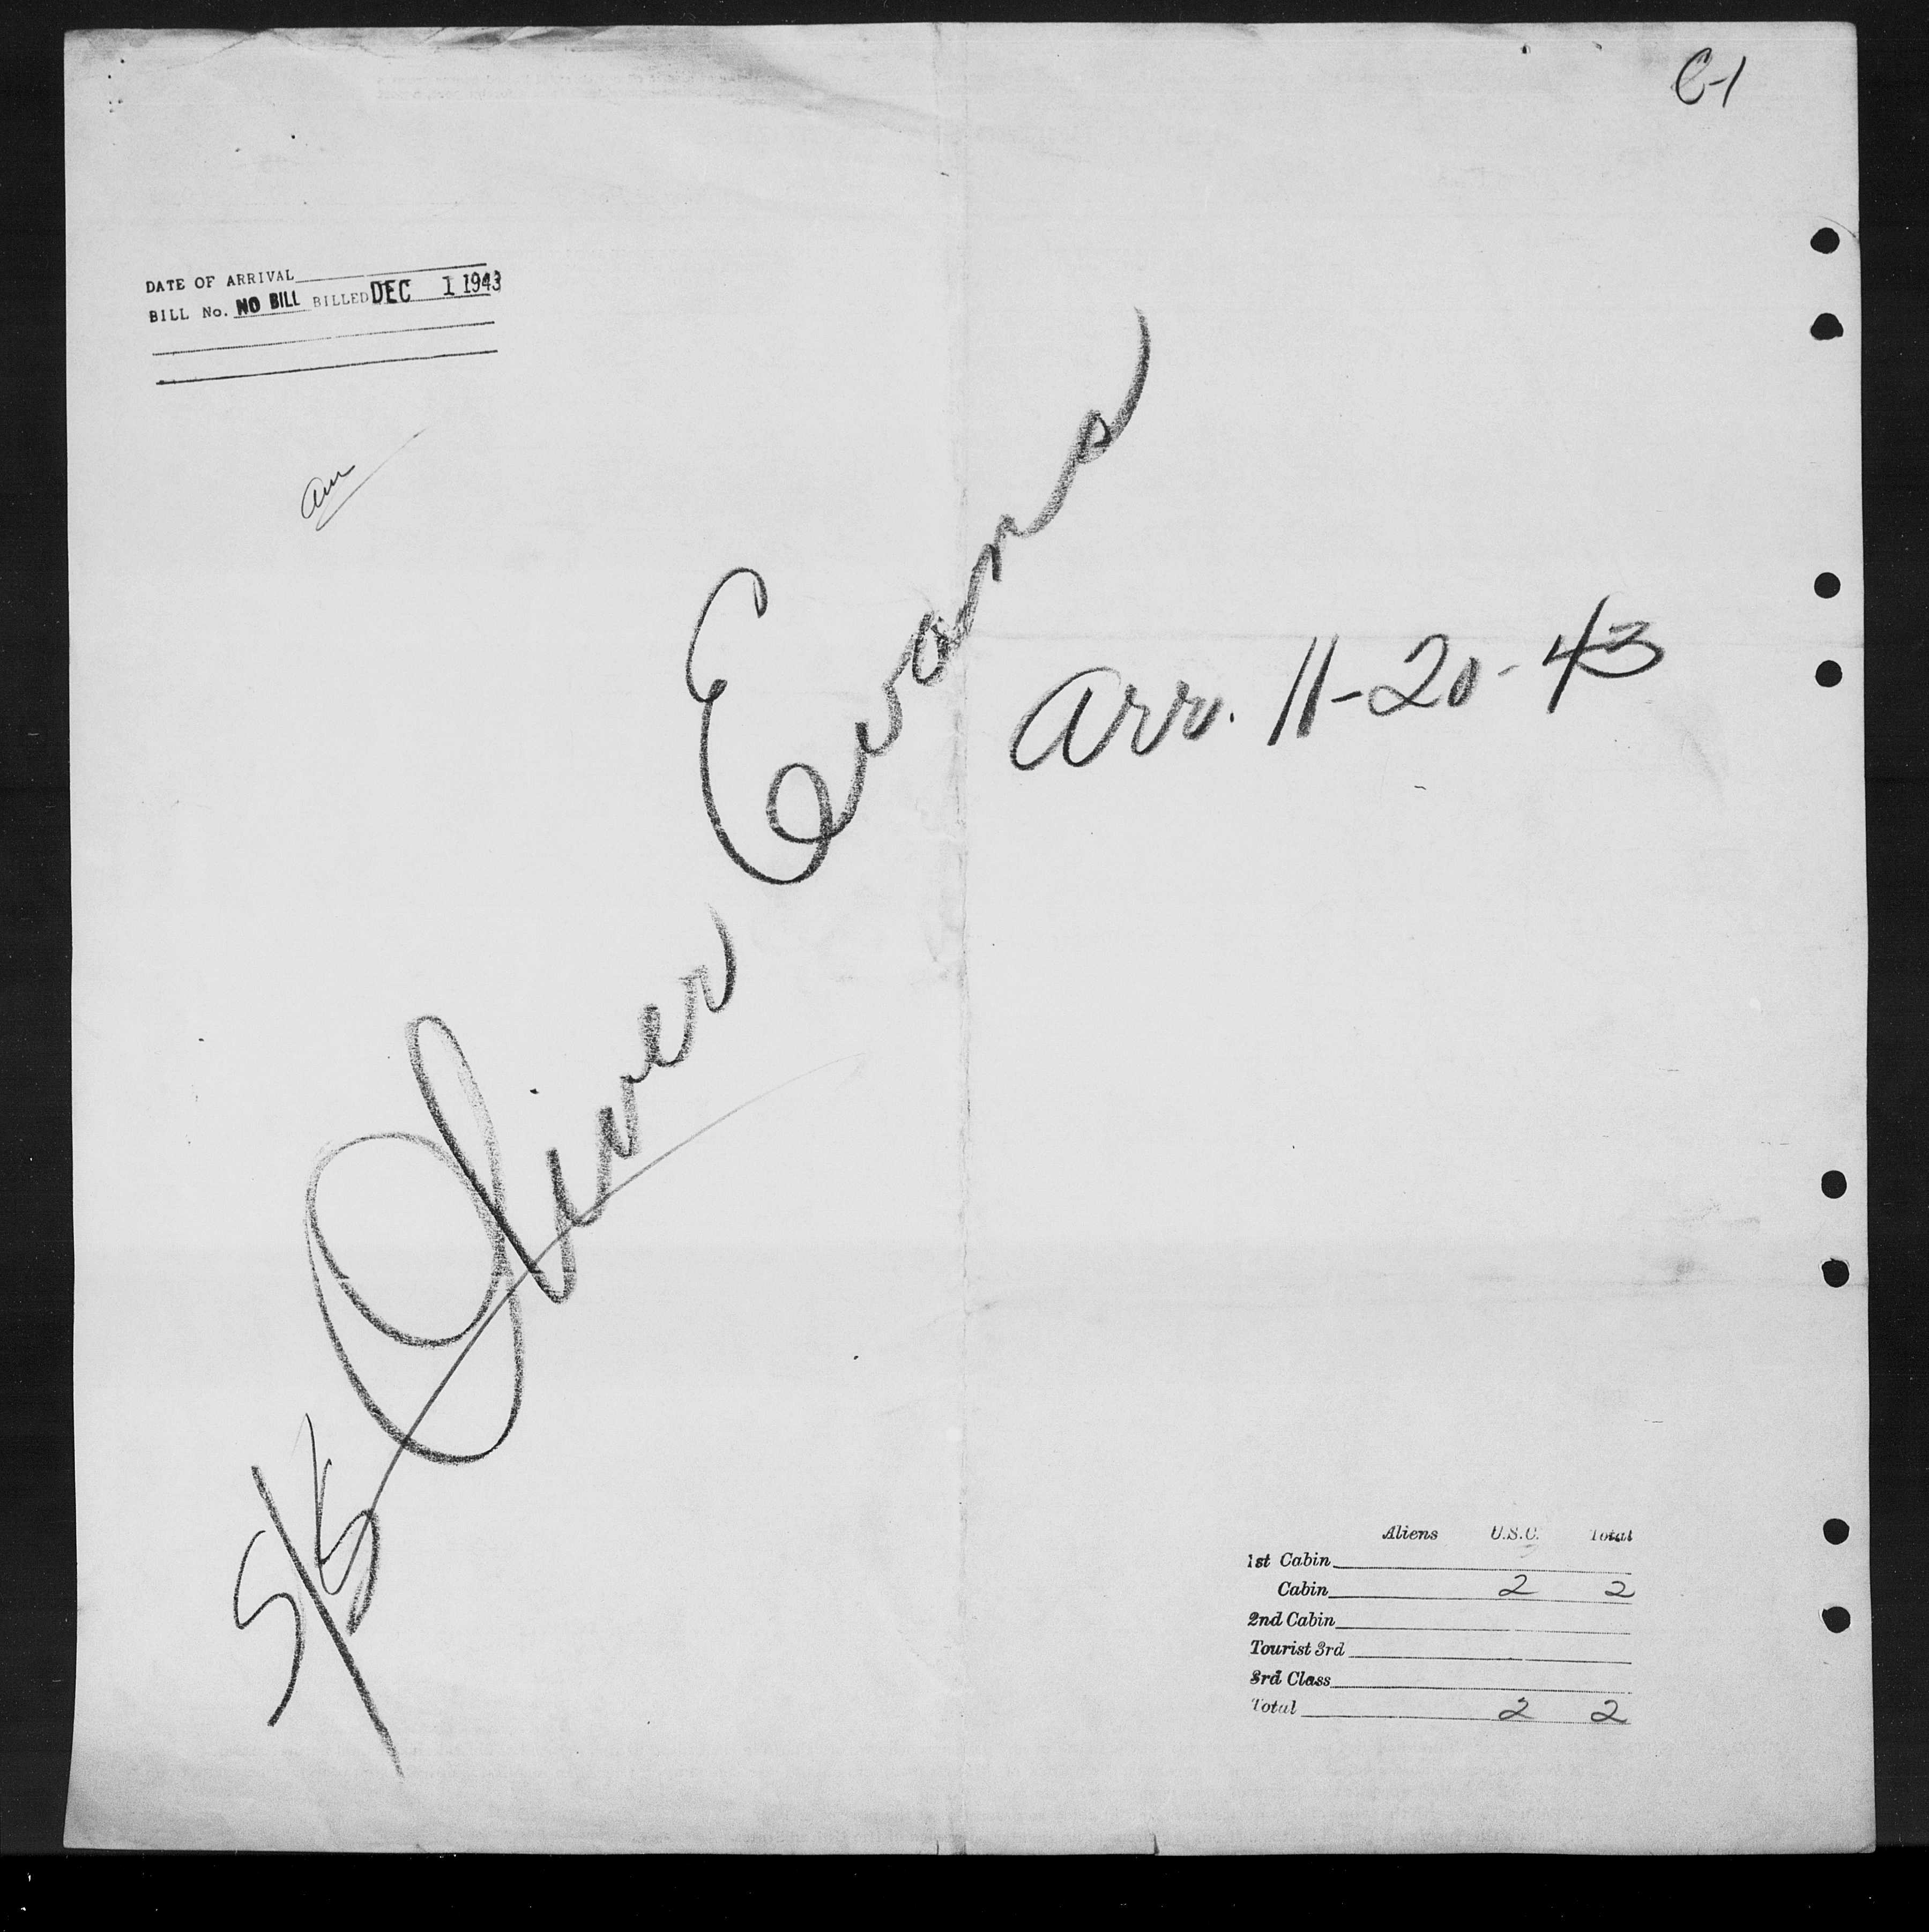 C-1
DATE OF ARRIVAL
BILL No. NO BILL BILLED DEC 1 1943
S/S Oliver Evans
arr. 11-20-43
Aliens U.S.C. Total
1st Cabin
Cabin 2 2
2nd Cabin
Tourist 3rd
3rd Class
Total 2 2